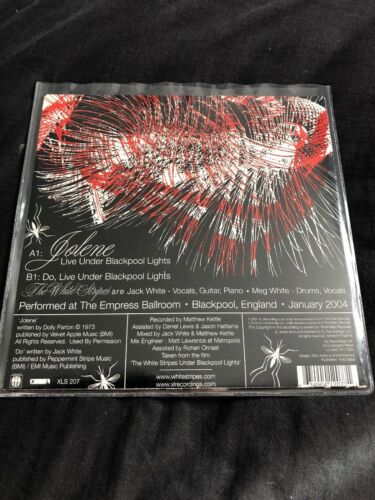 A1: Jolene
Live Under Blackpool Lights
B1: Do, Live Under Blackpool Lights
The White Stripes are Jack White - Vocals, Guitar, Piano • Meg White - Drums, Vocals
Performed at The Empress Ballroom • Blackpool, England • January 2004
'Jolene'
written by Dolly Parton © 1973
published by Velvet Apple Music (BMI)
All Rights Reserved. Used By Permission
'Do' written by Jack White
published by Peppermint Stripe Music
(BMI) / EMI Music Publishing
XLS 207
Recorded by Matthew Kettle
Assisted by Daniel Lewis & Jason
Mixed by Jack White & Matthew Kettle
Mix Engineer : Matt Lawrence at Metropolis
Assisted by Rohan Onraet
Taken from the film
'The White Stripes Under Blackpool Lights'
www.whitestripes.com
www.xlrecordings.com